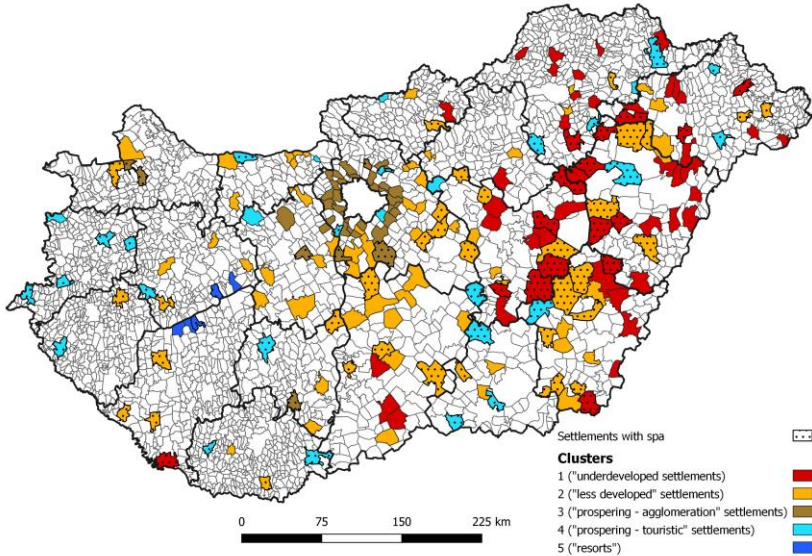 Settlements with spa
Clusters
1 ("underdeveloped settlements)
2 ("less developed" settlements)
3 ("prospering - agglomeration" settlements)
4 ("prospering - touristic" settlements)
5 ("resorts")
0 75 150 225 km